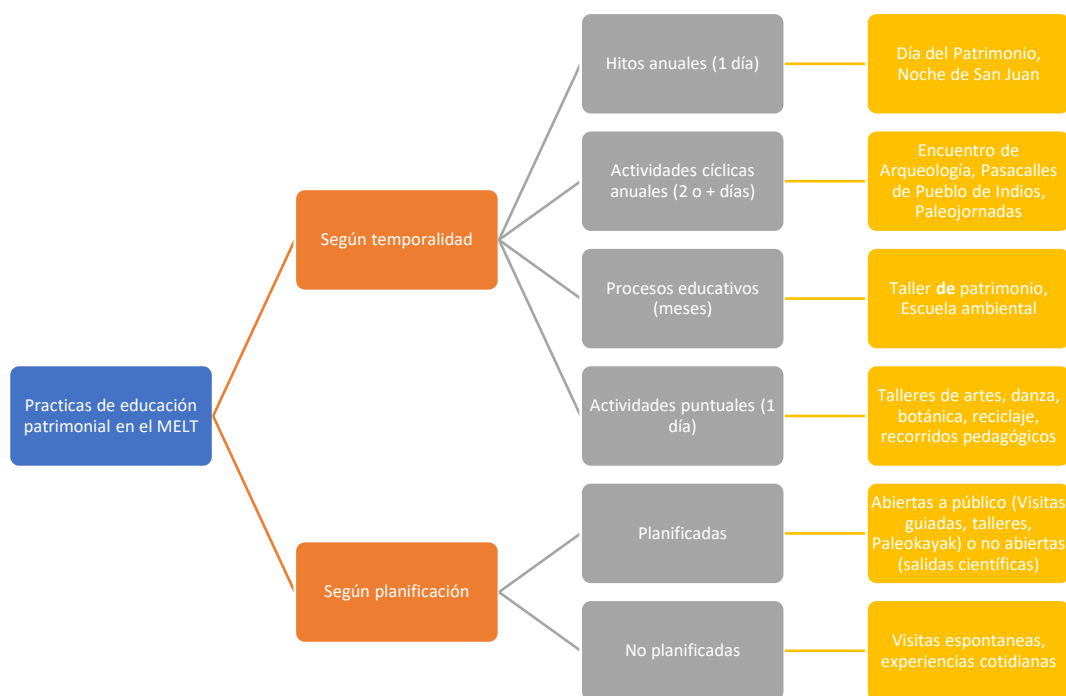 Practicas de educación
patrimonial en el MELT
Según temporalidad
Hitos anuales (1 día)
Día del Patrimonio,
Noche de San Juan
Actividades cíclicas
anuales (2 o + días)
Encuentro de
Arqueología, Pasacalles
de Pueblo de Indios,
Paleojornadas
Procesos educativos
(meses)
Taller de patrimonio,
Escuela ambiental
Actividades puntuales (1
día)
Talleres de artes, danza,
botánica, reciclaje,
recorridos pedagógicos
Según planificación
Planificadas
Abiertas a público (Visitas
guiadas, talleres,
Paleokayak) o no abiertas
(salidas científicas)
No planificadas
Visitas espontaneas,
experiencias cotidianas